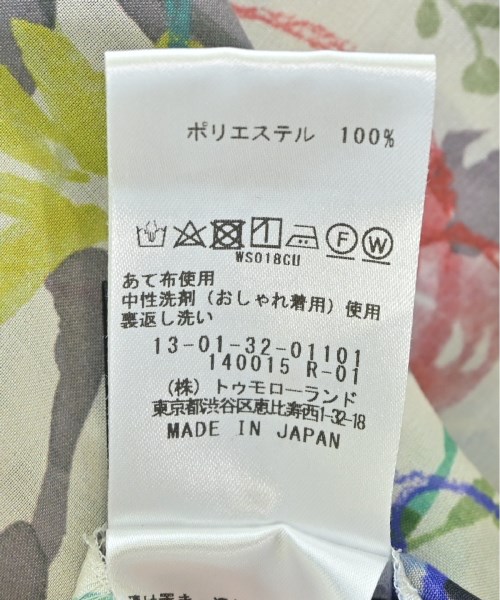 ポリエステル 100%
F W
WS018CU
あて布使用
中性洗剤（おしゃれ着用）使用
裏返し洗い
13-01-32-01101
140015 R-01
（株）トゥモローランド
東京都渋谷区恵比寿西1-32-18
MADE IN JAPAN